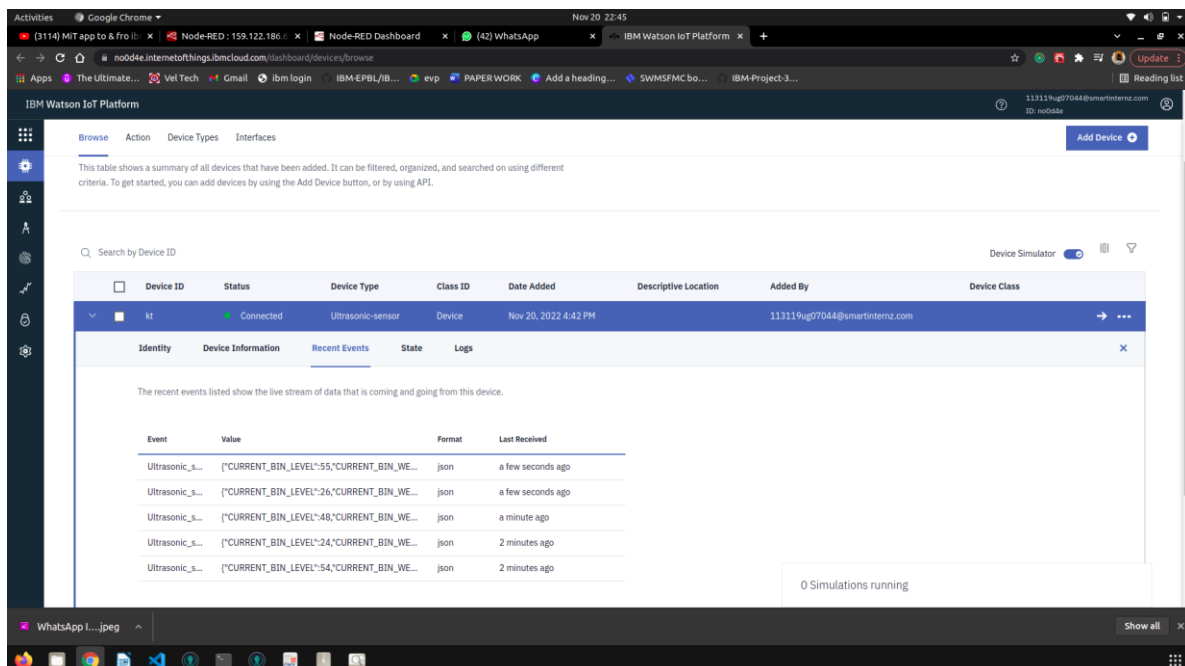 Activities Google Chrome Nov 20 22:45
(3114) MiT app to & fro ib Node-RED : 159.122.186.6 Node-RED Dashboard (42) WhatsApp IBM Watson IoT Platform
no0d4e.internetofthings.ibmcloud.com/dashboard/devices/browse Update
Apps The Ultimate... Vel Tech Gmail ibm login IBM-EPBL/IB... evp PAPER WORK Add a heading... SWMSFMC bo... IBM-Project-3... Reading list
IBM Watson IoT Platform 113119ug07044@smartinternz.com
ID: no0d4e
Browse Action Device Types Interfaces Add Device
This table shows a summary of all devices that have been added. It can be filtered, organized, and searched on using different
criteria. To get started, you can add devices by using the Add Device button, or by using API.
Search by Device ID Device Simulator
Device ID Status Device Type Class ID Date Added Descriptive Location Added By Device Class
kt Connected Ultrasonic-sensor Device Nov 20, 2022 4:42 PM 113119ug07044@smartinternz.com
Identity Device Information Recent Events State Logs
The recent events listed show the live stream of data that is coming and going from this device.
Event Value Format Last Received
Ultrasonic_s... {"CURRENT_BIN_LEVEL":55,"CURRENT_BIN_WE... json a few seconds ago
Ultrasonic_s... {"CURRENT_BIN_LEVEL":26,"CURRENT_BIN_WE... json a few seconds ago
Ultrasonic_s... {"CURRENT_BIN_LEVEL":48,"CURRENT_BIN_WE... json a minute ago
Ultrasonic_s... {"CURRENT_BIN_LEVEL":24,"CURRENT_BIN_WE... json 2 minutes ago
Ultrasonic_s... {"CURRENT_BIN_LEVEL":54,"CURRENT_BIN_WE... json 2 minutes ago
0 Simulations running
WhatsApp I....jpeg Show all